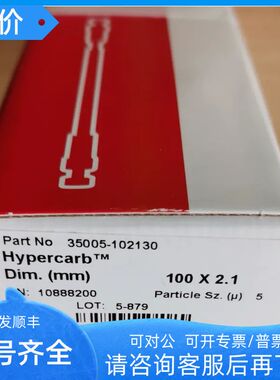 价
Part No 35005-102130
Hypercarb™
Dim. (mm) 100 X 2.1
N: 10888200 Particle Sz. (µ) 5
LOT: 5-879
发顺丰
可对公 可开专票/普票
号齐全
请咨询客服后再下